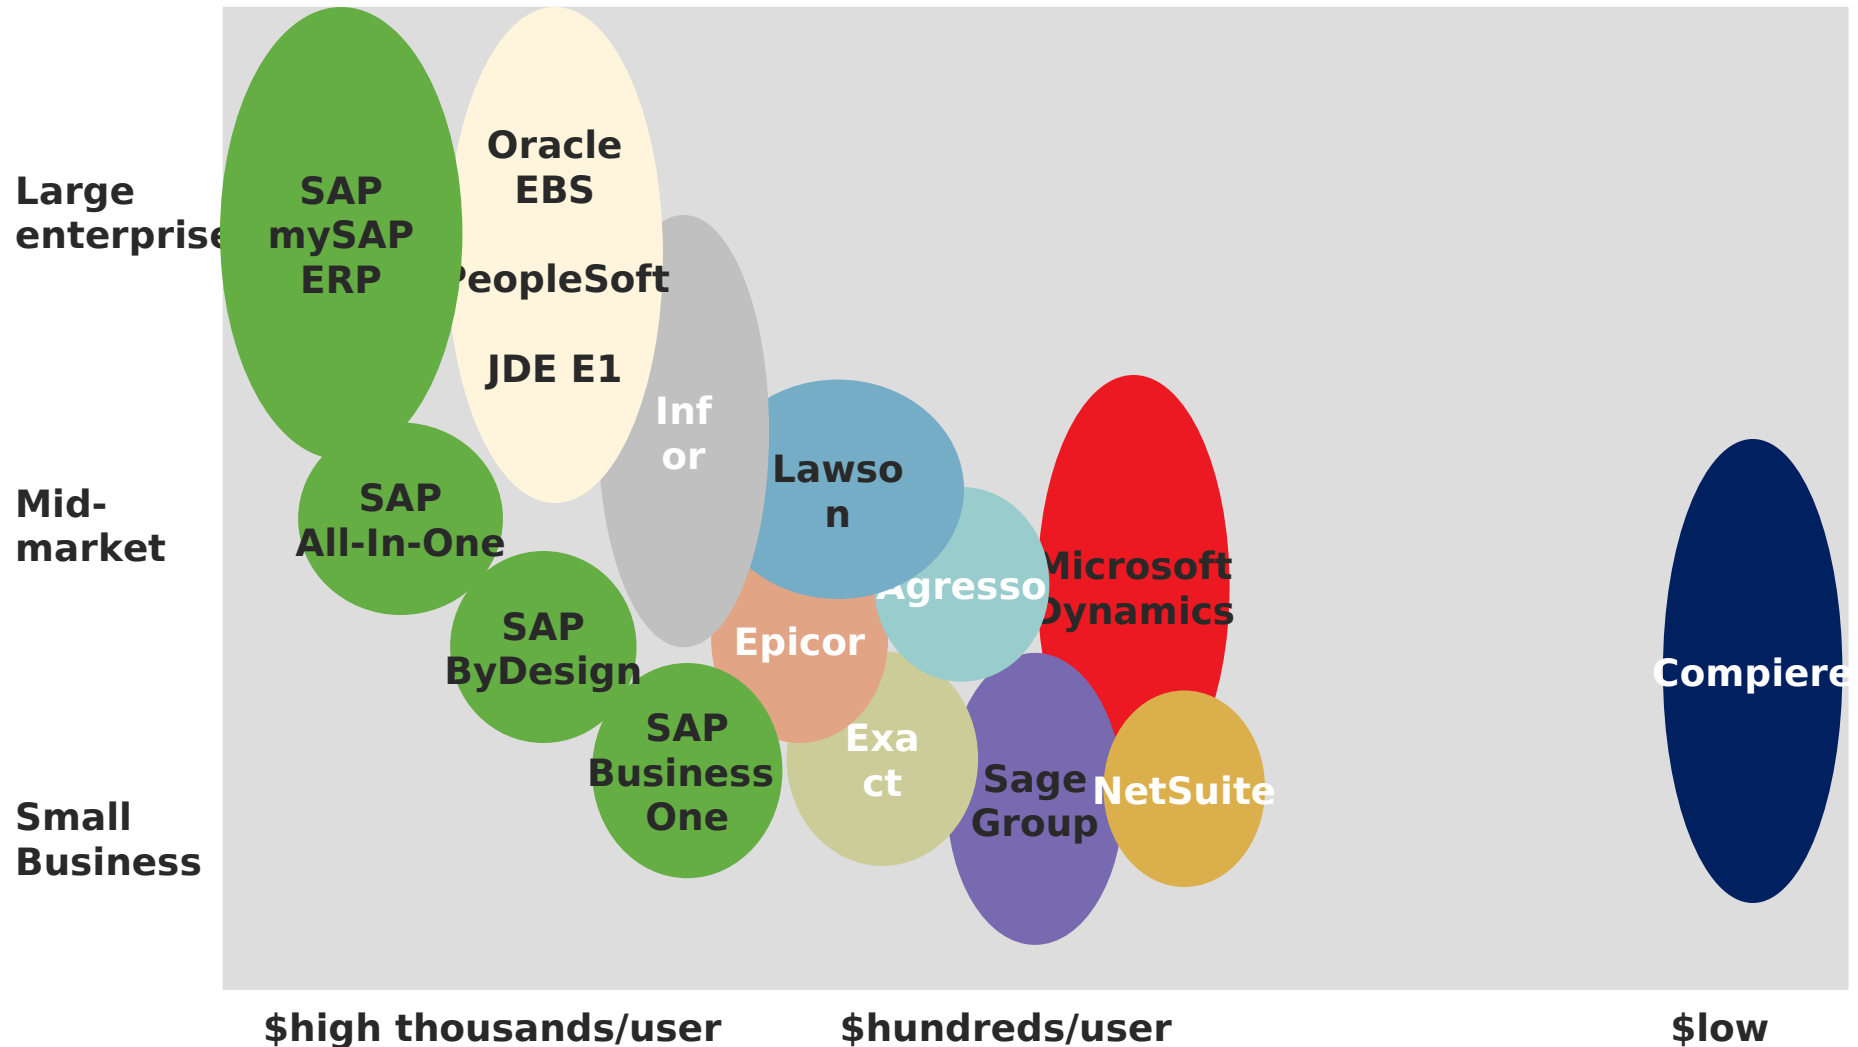 Large
enterprise
SAP
mySAP
ERP
Oracle
EBS
PeopleSoft
JDE E1
Inf
or
Lawso
n
Mid-
market
SAP
All-In-One
Microsoft
Dynamics
Agresso
SAP
ByDesign
Epicor
Compiere
SAP
Business
One
Exa
ct
Sage
Group
NetSuite
Small
Business
$high thousands/user
$hundreds/user
$low